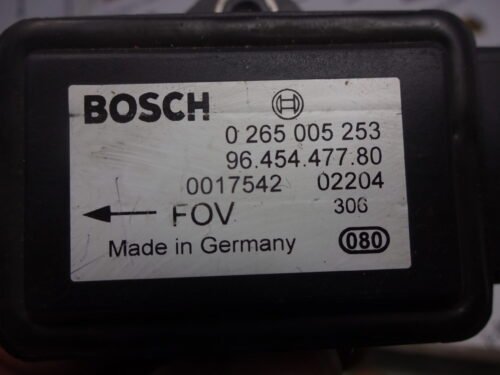 BOSCH
0 265 005 253
96.454.477.80
0017542 02204
FOV 306
Made in Germany 080